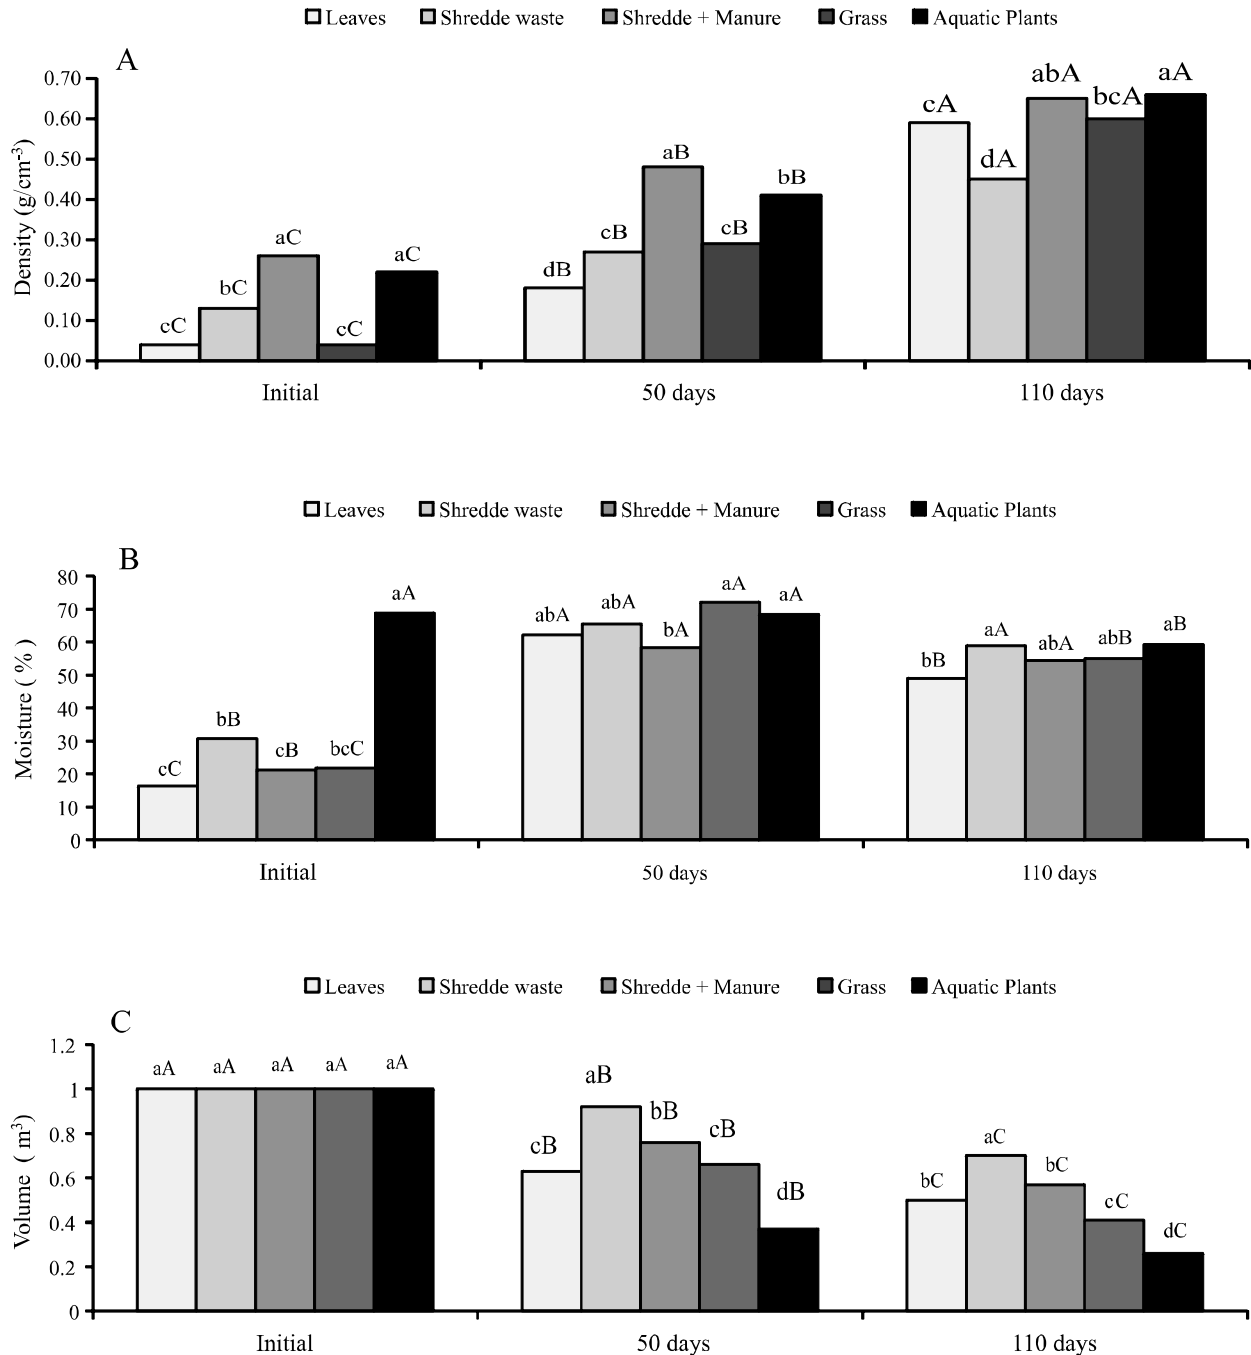 Leaves Shredde waste Shredde + Manure Grass Aquatic Plants
A
Density (g/cm-3)
0.70
0.60
0.50
0.40
0.30
0.20
0.10
0.00
cC bC aC cC aC
dB cB aB cB bB
cA dA abA bcA aA
Initial 50 days 110 days
Leaves Shredde waste Shredde + Manure Grass Aquatic Plants
B
Moisture ( %)
80
70
60
50
40
30
20
10
0
cC bB cB bcC aA
abA abA bA aA aA
bB aA abA abB aB
Initial 50 days 110 days
Leaves Shredde waste Shredde + Manure Grass Aquatic Plants
C
Volume ( m3)
1.2
1
0.8
0.6
0.4
0.2
0
aA aA aA aA aA
cB aB bB cB dB
bC aC bC cC dC
Initial 50 days 110 days